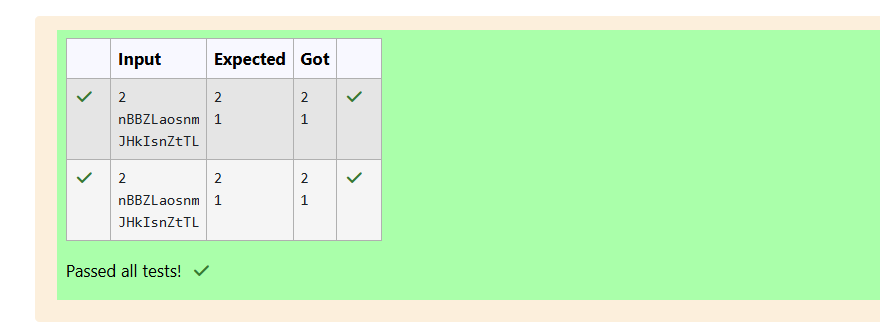 Input Expected Got
2 2 2
nBBZLaosnm 1 1
JHkIsnZtTL
2 2 2
nBBZLaosnm 1 1
JHkIsnZtTL
Passed all tests!